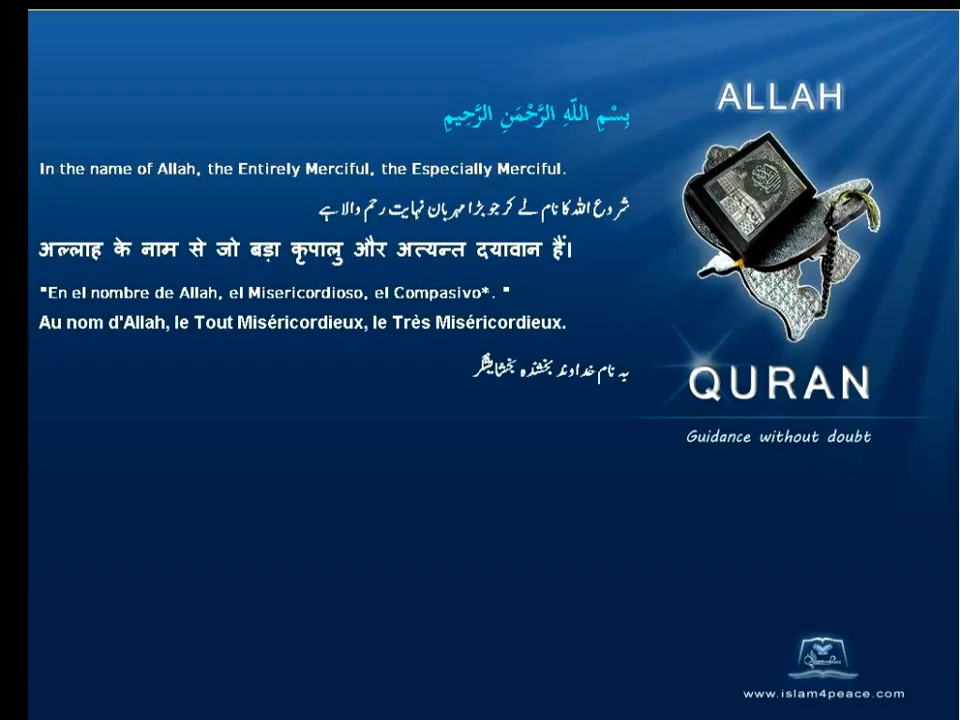 بِسْمِ اللَّهِ الرَّحْمَنِ الرَّحِيمِ
In the name of Allah, the Entirely Merciful, the Especially Merciful.
شروع اللہ کا نام لے کر جو بڑا مہربان نہایت رحم والا ہے
अल्लाह के नाम से जो बड़ा कृपालु और अत्यन्त दयावान हैं।
"En el nombre de Allah, el Misericordioso, el Compasivo*. "
Au nom d'Allah, le Tout Miséricordieux, le Très Miséricordieux.
به نام خداوند بخشنده بخشایشگر
ALLAH
QURAN
Guidance without doubt
www.islam4peace.com